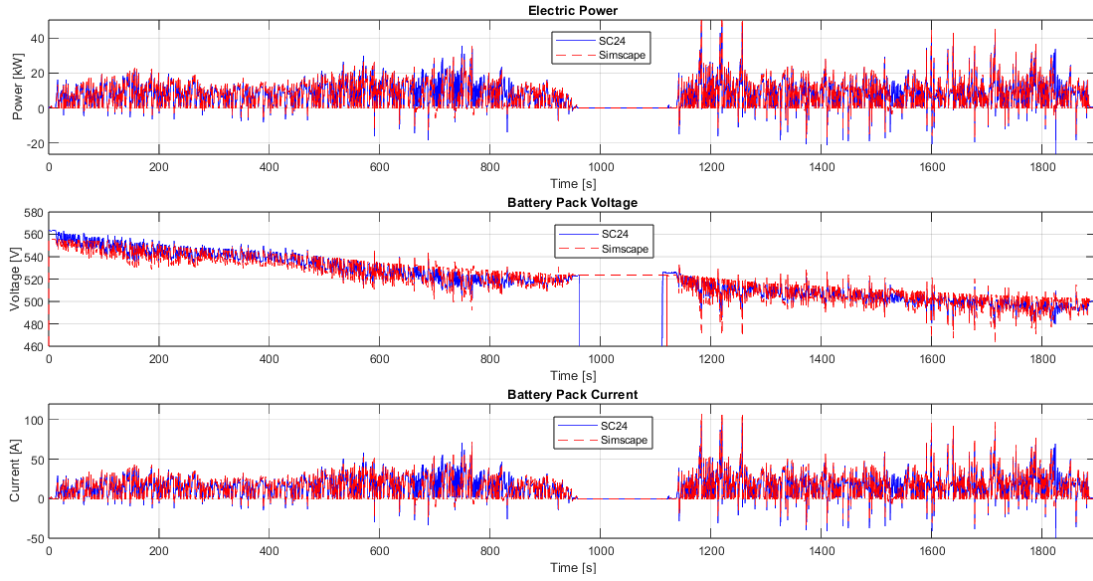 Electric Power
SC24
Simscape
Power [kW]
40
20
0
-20
0 200 400 600 800 1000 1200 1400 1600 1800
Time [s]
Battery Pack Voltage
SC24
Simscape
Voltage [V]
580
560
540
520
500
480
460
0 200 400 600 800 1000 1200 1400 1600 1800
Time [s]
Battery Pack Current
SC24
Simscape
Current [A]
100
50
0
-50
0 200 400 600 800 1000 1200 1400 1600 1800
Time [s]